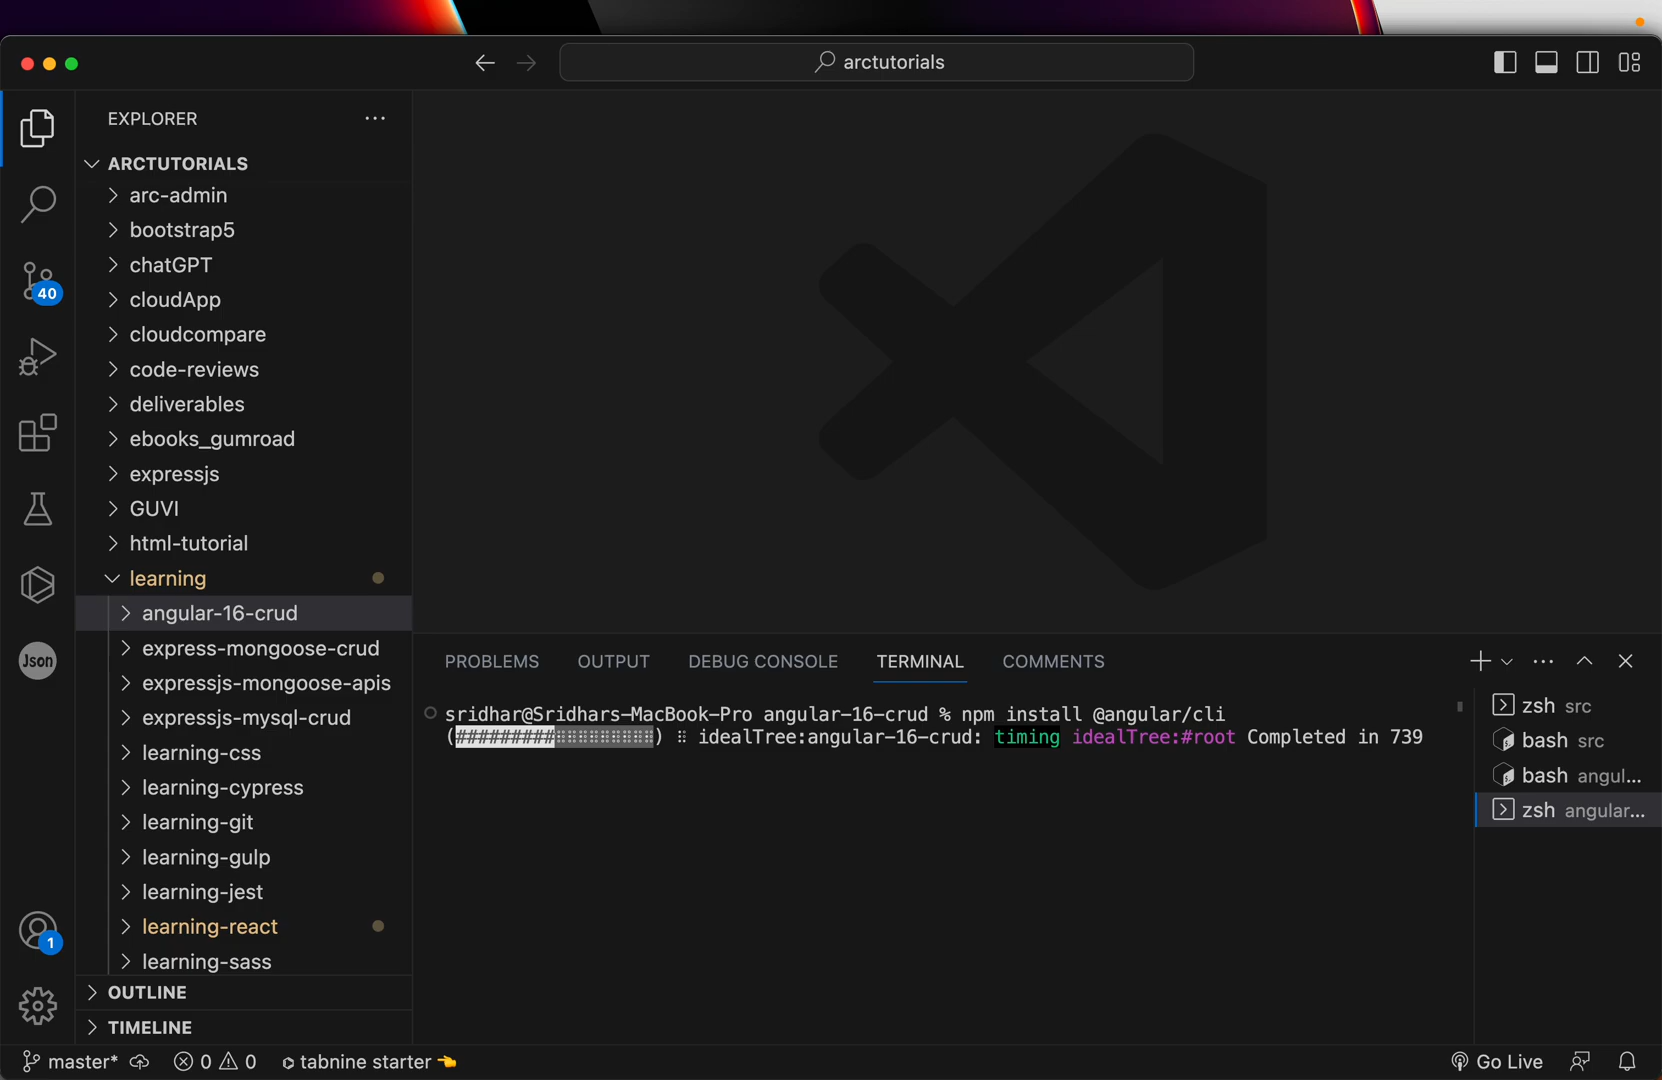 arctutorials
EXPLORER
ARCTUTORIALS
arc-admin
bootstrap5
chatGPT
cloudApp
40
cloudcompare
code-reviews
deliverables
ebooks_gumroad
expressjs
GUVI
html-tutorial
learning
angular-16-crud
express-mongoose-crud
Json
expressjs-mongoose-apis
expressjs-mysql-crud
learning-css
learning-cypress
learning-git
learning-gulp
learning-jest
learning-react
1
learning-sass
OUTLINE
TIMELINE
PROBLEMS OUTPUT DEBUG CONSOLE TERMINAL COMMENTS
sridhar@Sridhars-MacBook-Pro angular-16-crud % npm install @angular/cli
(#########⠿⠿⠿⠿⠿⠿⠿⠿⠿) ⠿ idealTree:angular-16-crud: timing idealTree:#root Completed in 739
zsh src
bash src
bash angul...
zsh angular...
master* 0 0 tabnine starter 👈 Go Live